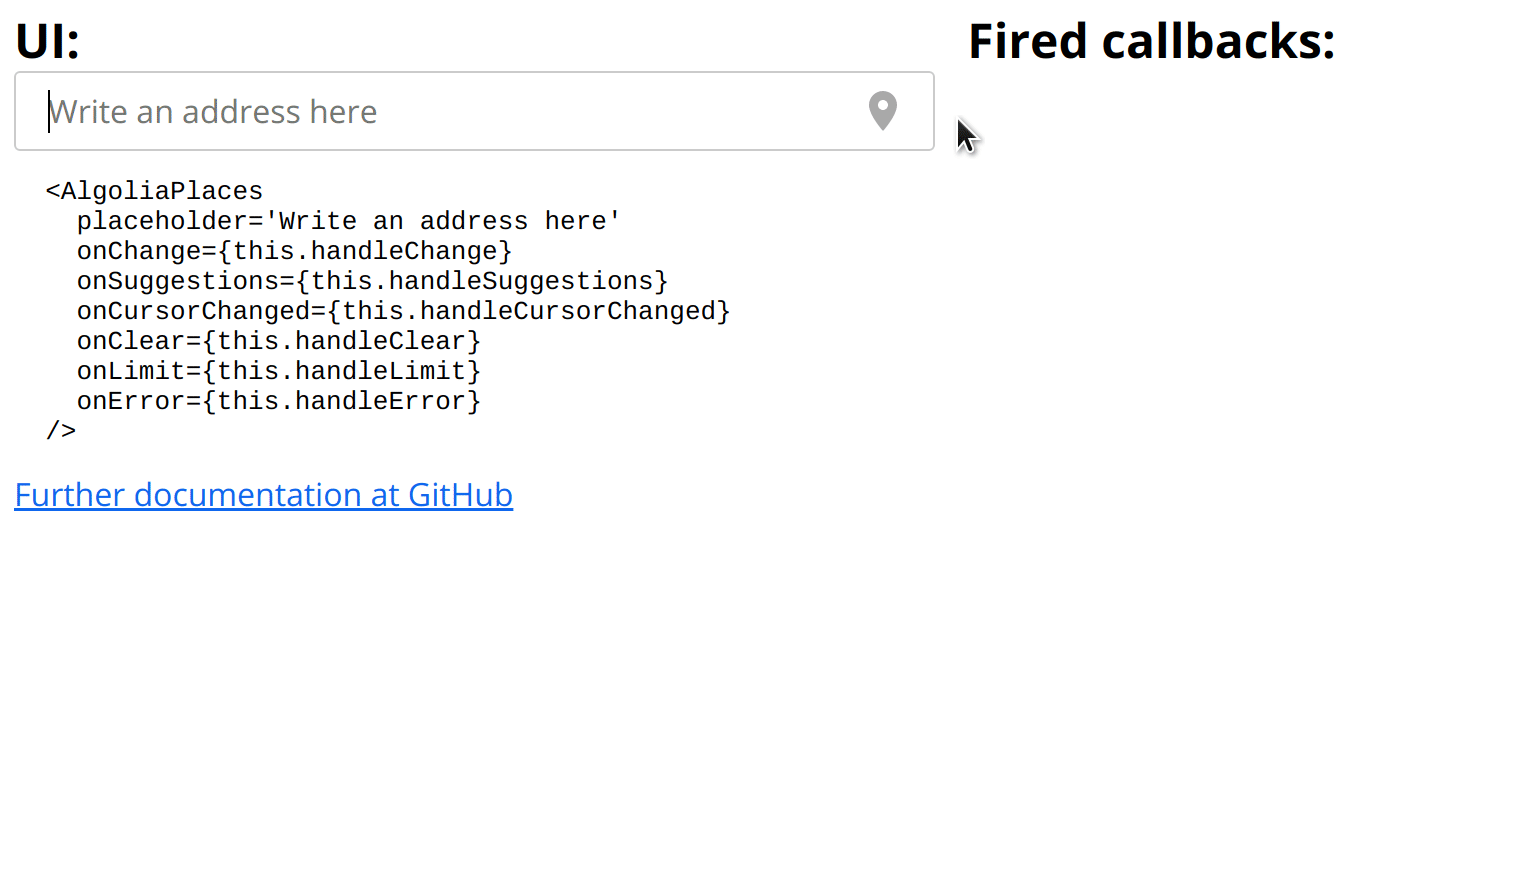 UI:
Write an address here
<AlgoliaPlaces
  placeholder='Write an address here'
  onChange={this.handleChange}
  onSuggestions={this.handleSuggestions}
  onCursorChanged={this.handleCursorChanged}
  onClear={this.handleClear}
  onLimit={this.handleLimit}
  onError={this.handleError}
/>
Further documentation at GitHub
Fired callbacks: